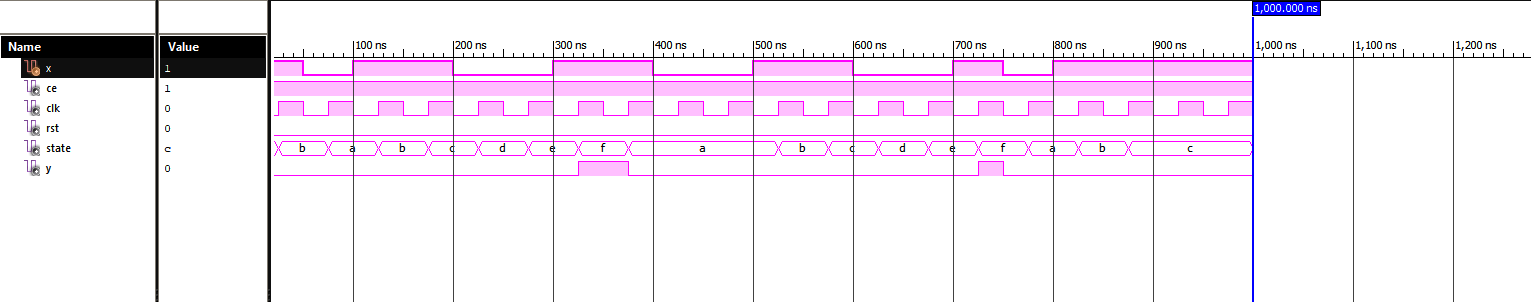 1,000.000 ns
Name Value
100 ns 200 ns 300 ns 400 ns 500 ns 600 ns 700 ns 800 ns 900 ns 1,000 ns 1,100 ns 1,200 ns
x 1
ce 1
clk 0
rst 0
state c b a b c d e f a b c d e f a b c
y 0